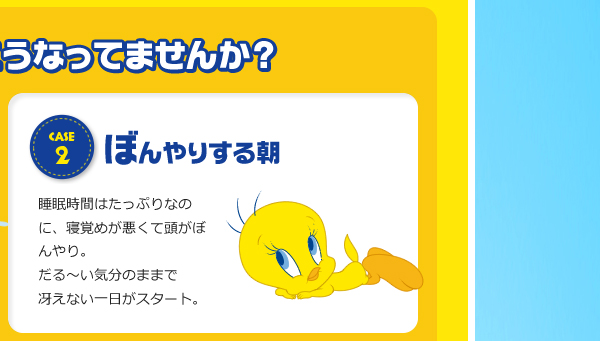 うなってませんか?
CASE
2
ぼんやりする朝
睡眠時間はたっぷりなの
に、寝覚めが悪くて頭がぼ
んやり。
だる〜い気分のままで
冴えない一日がスタート。